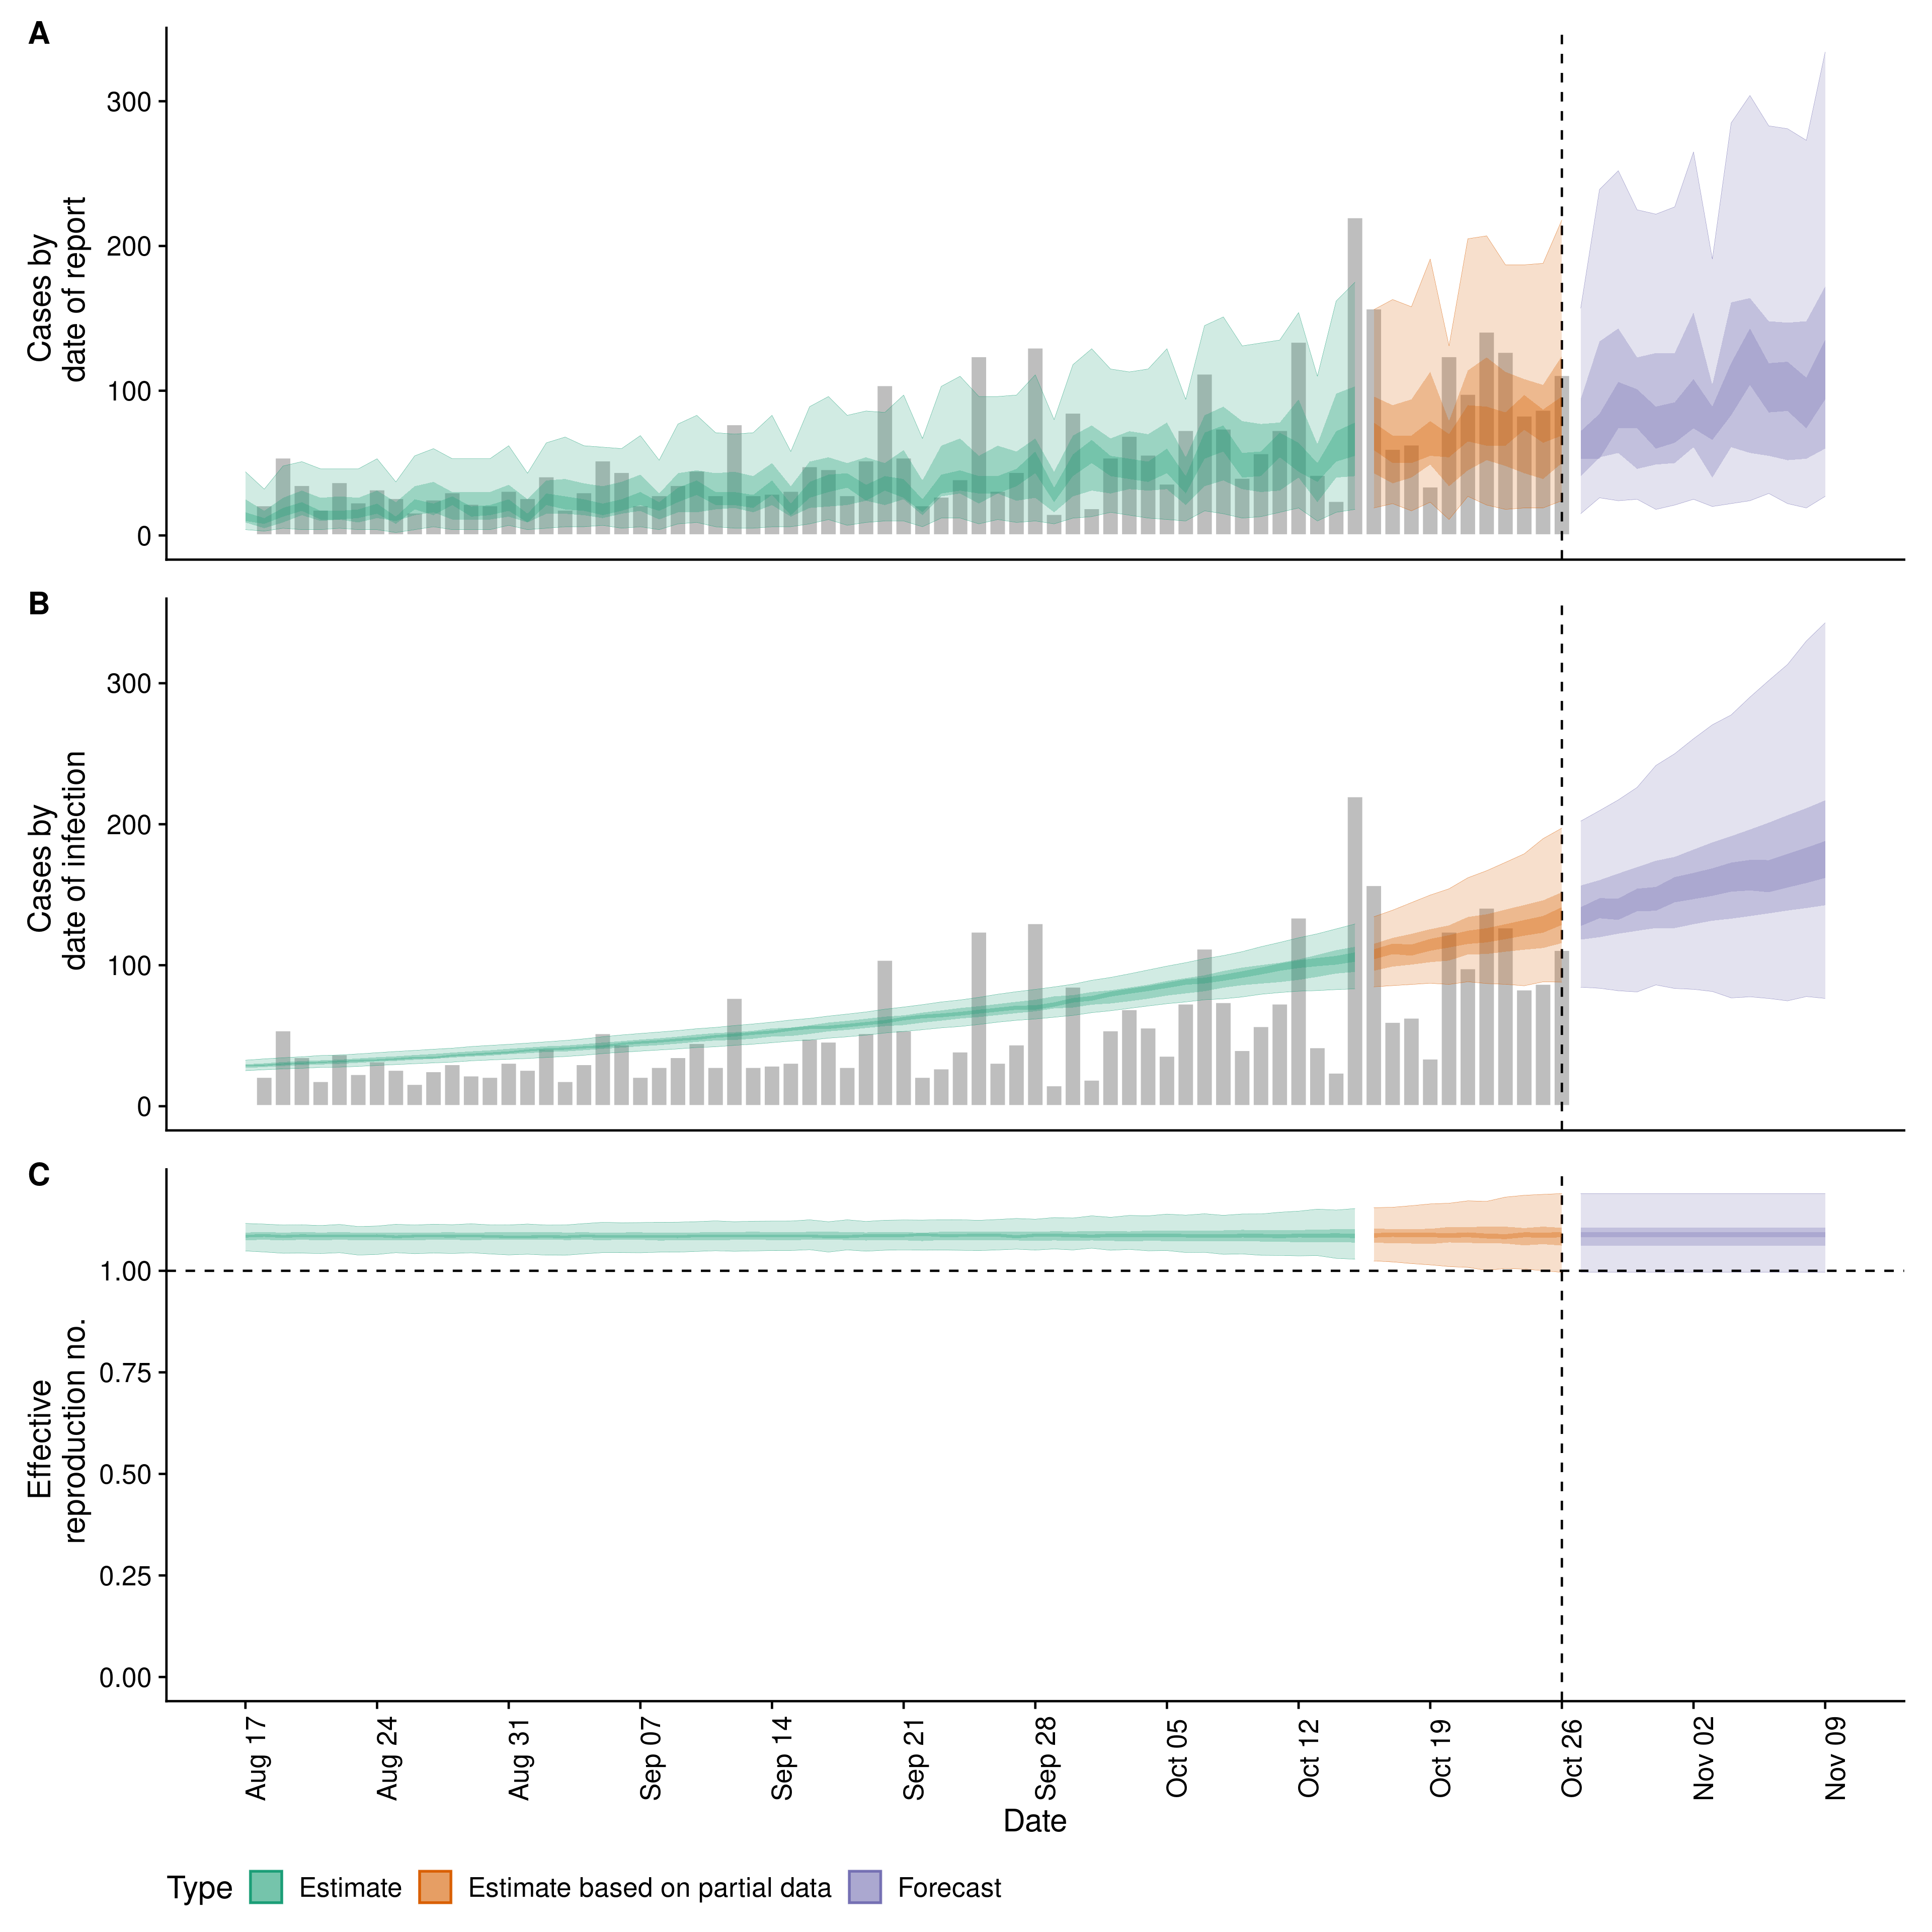 A
Cases by
date of report
300
200
100
0
B
Cases by
date of infection
300
200
100
0
C
Effective
reproduction no.
1.00
0.75
0.50
0.25
0.00
Aug 17
Aug 24
Aug 31
Sep 07
Sep 14
Sep 21
Sep 28
Oct 05
Oct 12
Oct 19
Oct 26
Nov 02
Nov 09
Date
Type Estimate Estimate based on partial data Forecast